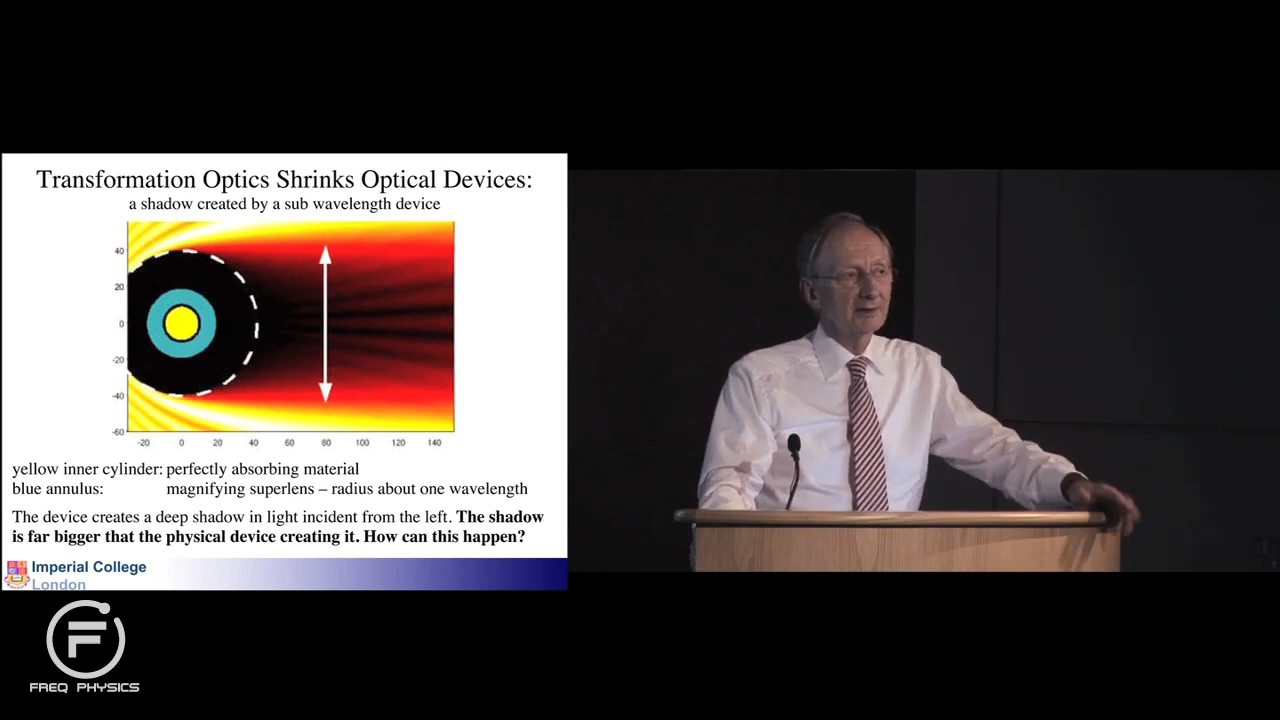 Transformation Optics Shrinks Optical Devices:
a shadow created by a sub wavelength device
40
20
0
-20
-40
-60
-20 0 20 40 60 80 100 120 140
yellow inner cylinder: perfectly absorbing material
blue annulus: magnifying superlens – radius about one wavelength
The device creates a deep shadow in light incident from the left. The shadow
is far bigger that the physical device creating it. How can this happen?
Imperial College
London
FREQ PHYSICS